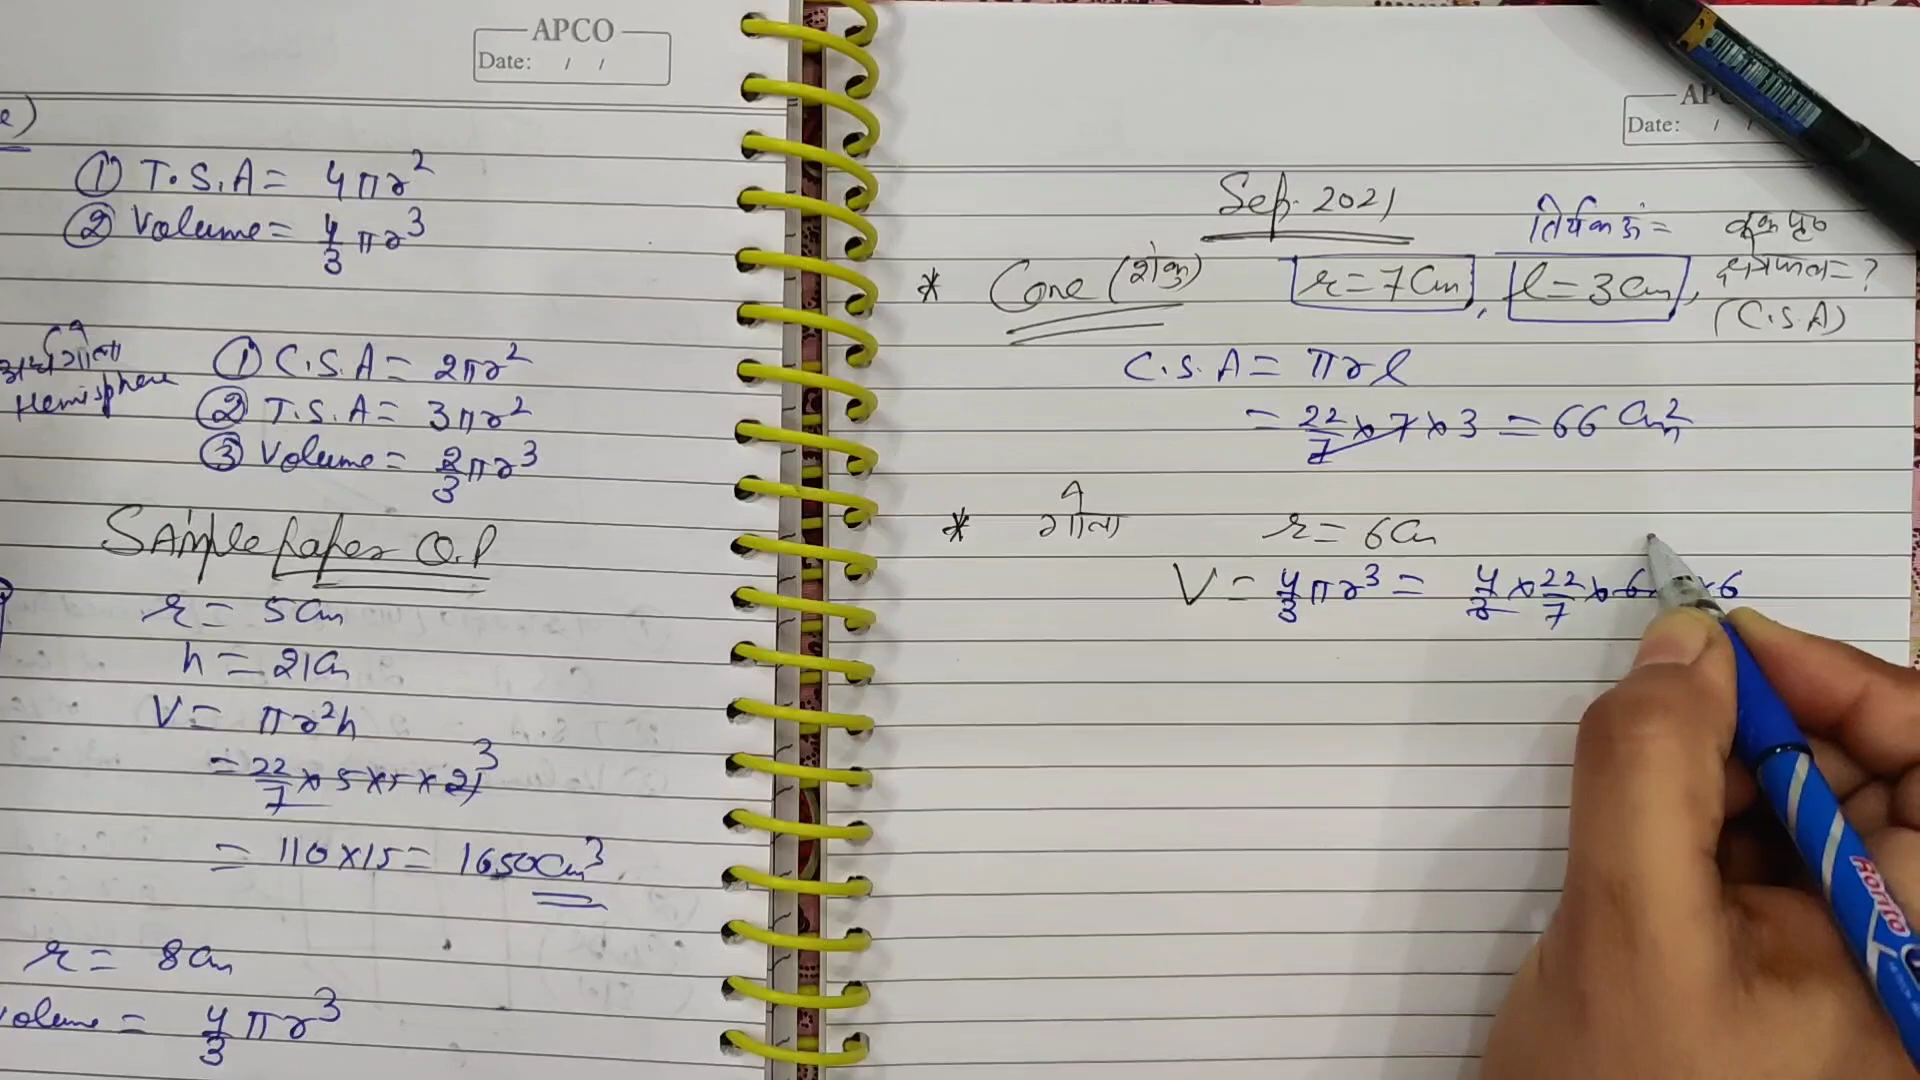 APCO
Date: / /
e)
① T.S.A = 4πr²
② Volume = 4/3 πr³
Hemisphere
① C.S.A = 2πr²
② T.S.A = 3πr²
③ Volume = 2/3 πr³
Sample paper Q.P
r = 5cm
h = 21cm
V = πr²h
= 22/7 × 5 × 5 × 21 3
= 110×15 = 1650cm³
r = 8cm
olume = 4/3 πr³
Date: / /
Sep. 2021
* Cone (शंकु) r = 7cm, l = 3cm,
(C.S.A)
C.S.A = πrl
= 22/7 × 7 × 3 = 66 cm²
* गोला r = 6cm
V = 4/3 πr³ = 4/3 × 22/7 × 6 × 6
Rorito